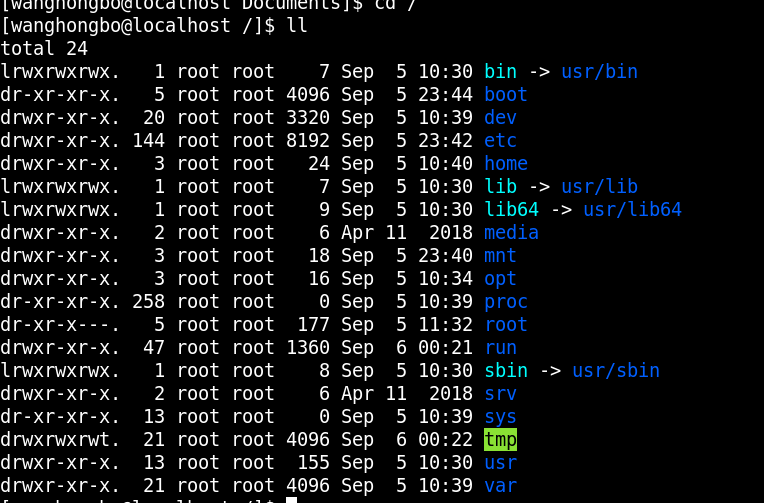 [wanghongbo@localhost Documents]$ cd /
[wanghongbo@localhost /]$ ll
total 24
lrwxrwxrwx.   1 root root    7 Sep  5 10:30 bin -> usr/bin
dr-xr-xr-x.   5 root root 4096 Sep  5 23:44 boot
drwxr-xr-x.  20 root root 3320 Sep  5 10:39 dev
drwxr-xr-x. 144 root root 8192 Sep  5 23:42 etc
drwxr-xr-x.   3 root root   24 Sep  5 10:40 home
lrwxrwxrwx.   1 root root    7 Sep  5 10:30 lib -> usr/lib
lrwxrwxrwx.   1 root root    9 Sep  5 10:30 lib64 -> usr/lib64
drwxr-xr-x.   2 root root    6 Apr 11  2018 media
drwxr-xr-x.   3 root root   18 Sep  5 23:40 mnt
drwxr-xr-x.   3 root root   16 Sep  5 10:34 opt
dr-xr-xr-x. 258 root root    0 Sep  5 10:39 proc
dr-xr-x---.   5 root root  177 Sep  5 11:32 root
drwxr-xr-x.  47 root root 1360 Sep  6 00:21 run
lrwxrwxrwx.   1 root root    8 Sep  5 10:30 sbin -> usr/sbin
drwxr-xr-x.   2 root root    6 Apr 11  2018 srv
dr-xr-xr-x.  13 root root    0 Sep  5 10:39 sys
drwxrwxrwt.  21 root root 4096 Sep  6 00:22 tmp
drwxr-xr-x.  13 root root  155 Sep  5 10:30 usr
drwxr-xr-x.  21 root root 4096 Sep  5 10:39 var
[wanghongbo@localhost /]$